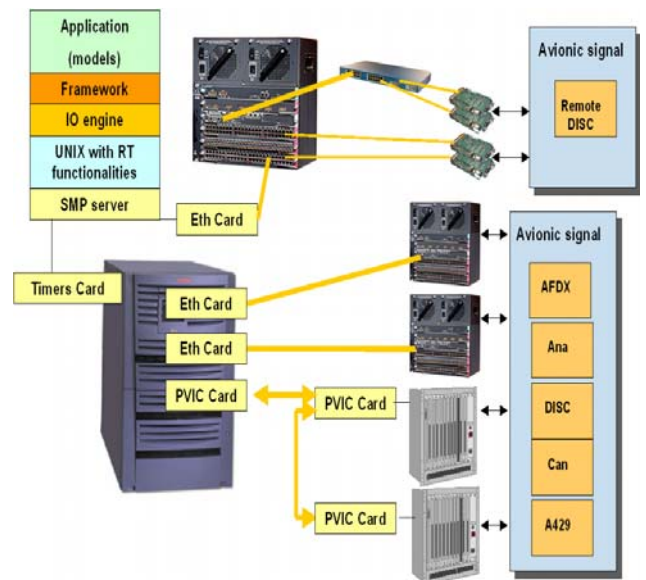 Application
(models)
Framework
IO engine
UNIX with RT
functionalities
SMP server
Eth Card
Timers Card
Eth Card
Eth Card
PVIC Card
PVIC Card
PVIC Card
Avionic signal
Remote
DISC
Avionic signal
AFDX
Ana
DISC
Can
A429